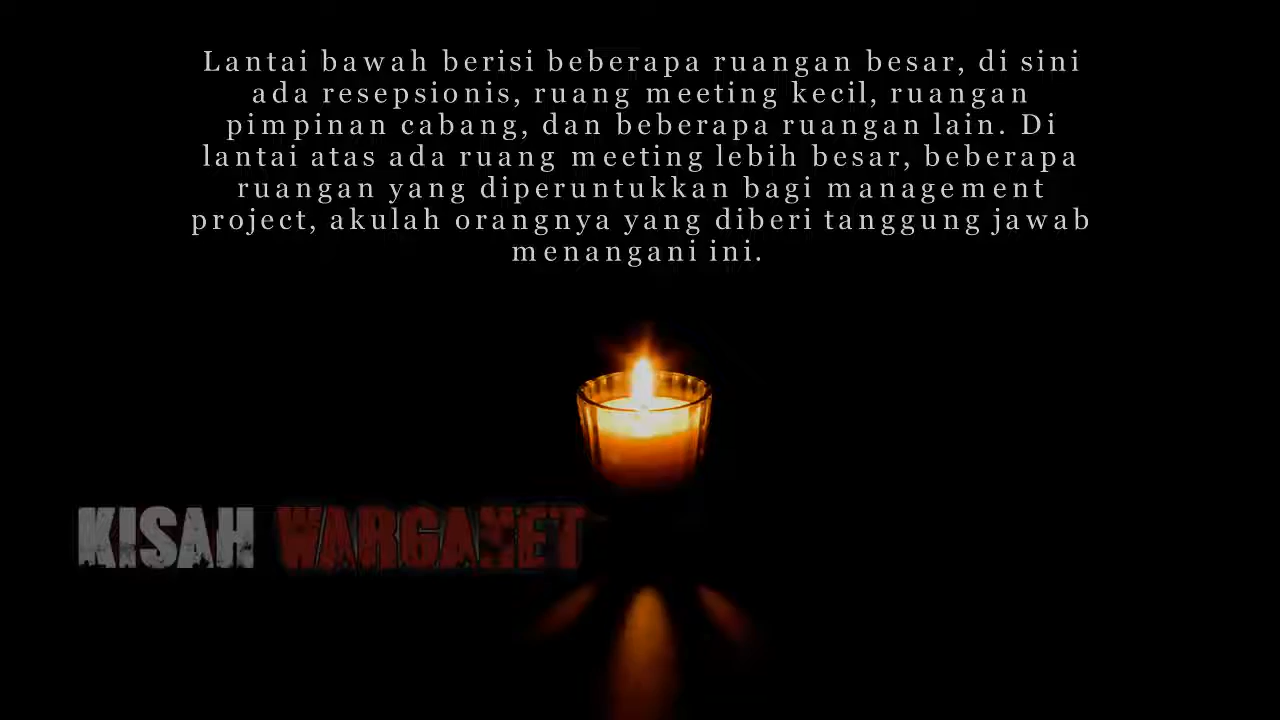 Lantai bawah berisi beberapa ruangan besar, di sini
ada resepsionis, ruang meeting kecil, ruangan
pimpinan cabang, dan beberapa ruangan lain. Di
lantai atas ada ruang meeting lebih besar, beberapa
ruangan yang diperuntukkan bagi management
project, akulah orangnya yang diberi tanggung jawab
menangani ini.
KISAH WARGANET